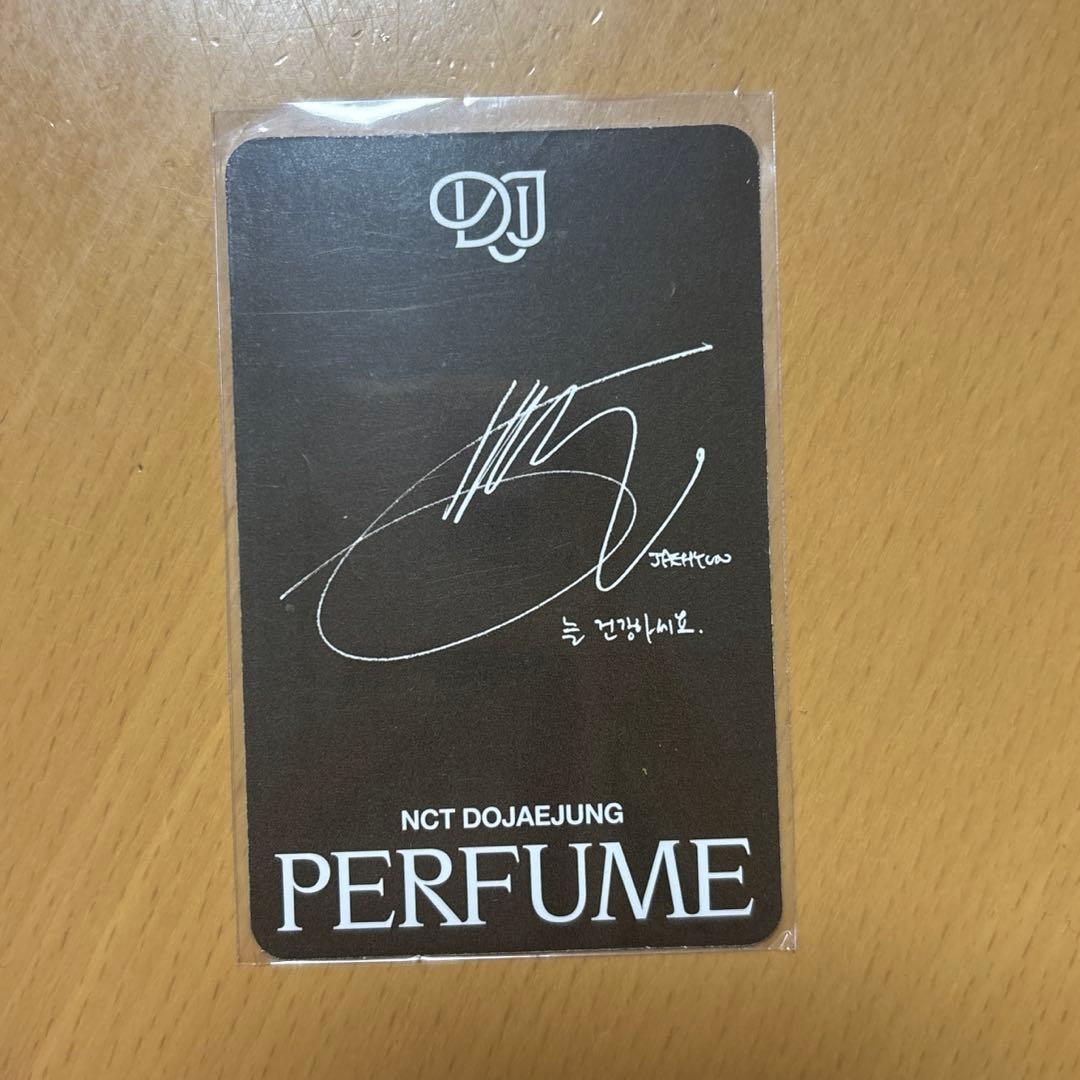 DJJ
JAEHYUN
늘 건강하세요.
NCT DOJAEJUNG
PERFUME